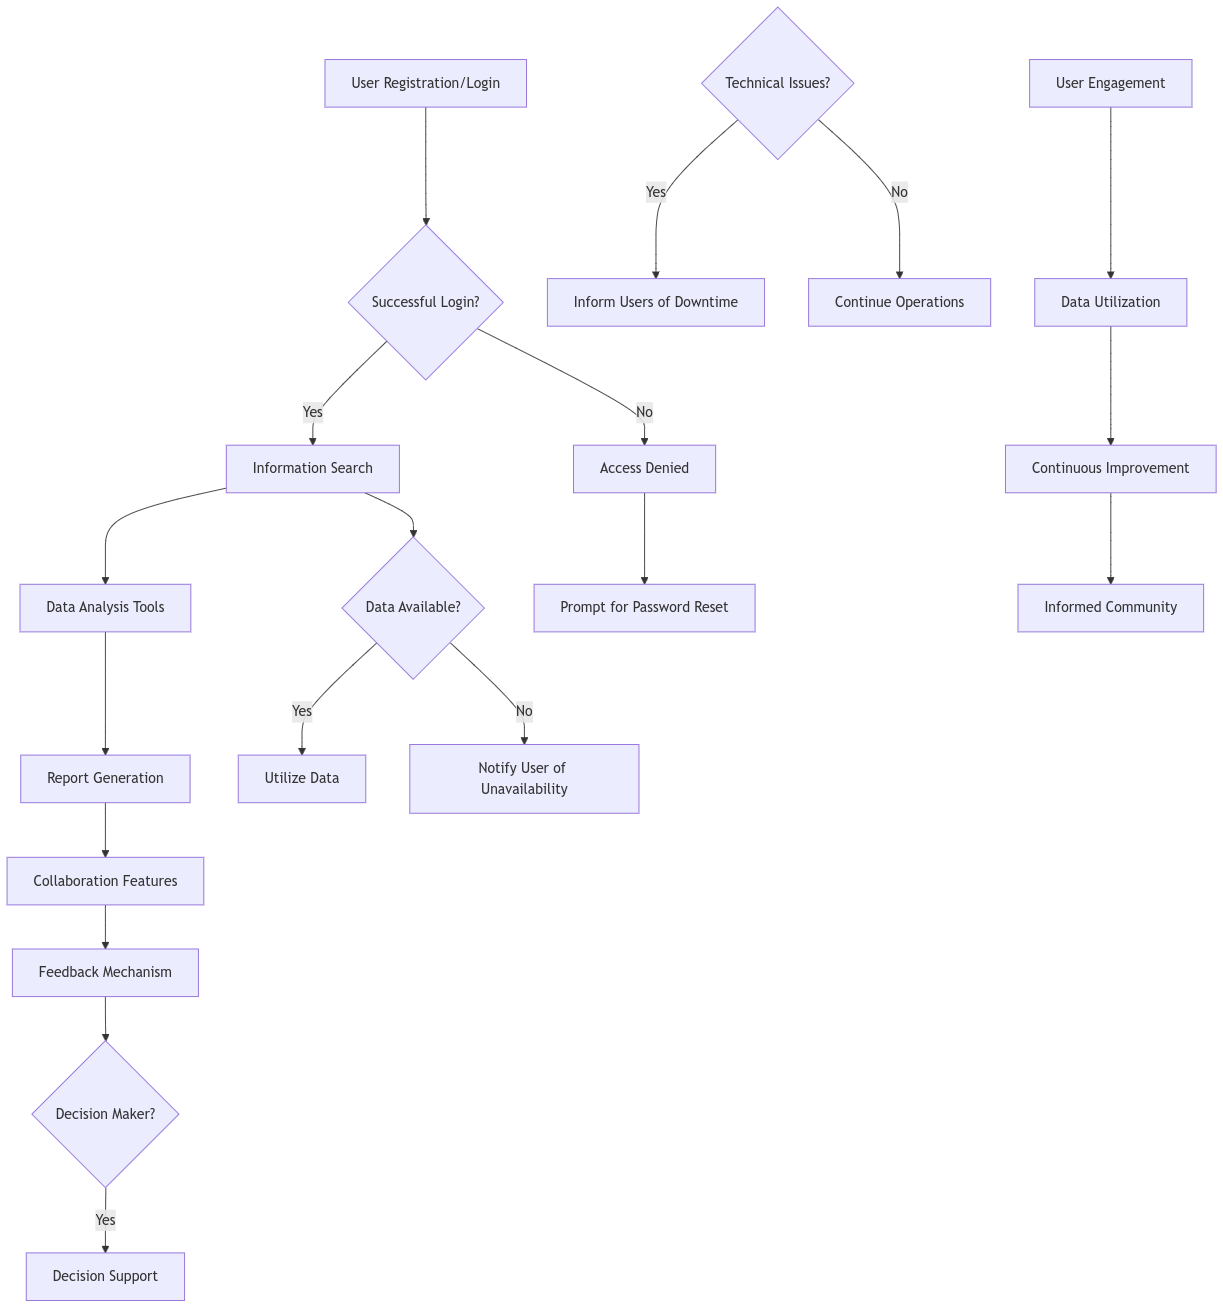 User Registration/Login
Technical Issues?
User Engagement
Yes
No
Successful Login?
Inform Users of Downtime
Continue Operations
Data Utilization
Yes
No
Information Search
Access Denied
Continuous Improvement
Data Analysis Tools
Data Available?
Prompt for Password Reset
Informed Community
Yes
No
Report Generation
Utilize Data
Notify User of
Unavailability
Collaboration Features
Feedback Mechanism
Decision Maker?
Yes
Decision Support